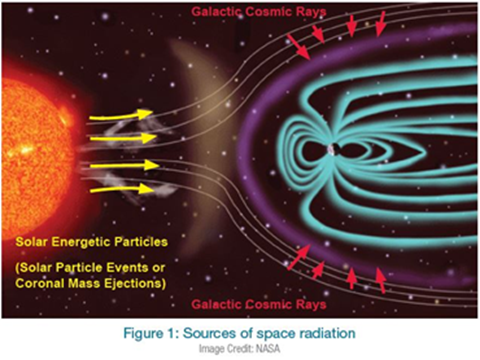 Galactic Cosmic Rays
Solar Energetic Particles
(Solar Particle Events or
Coronal Mass Ejections)
Galactic Cosmic Rays
Figure 1: Sources of space radiation
Image Credit: NASA